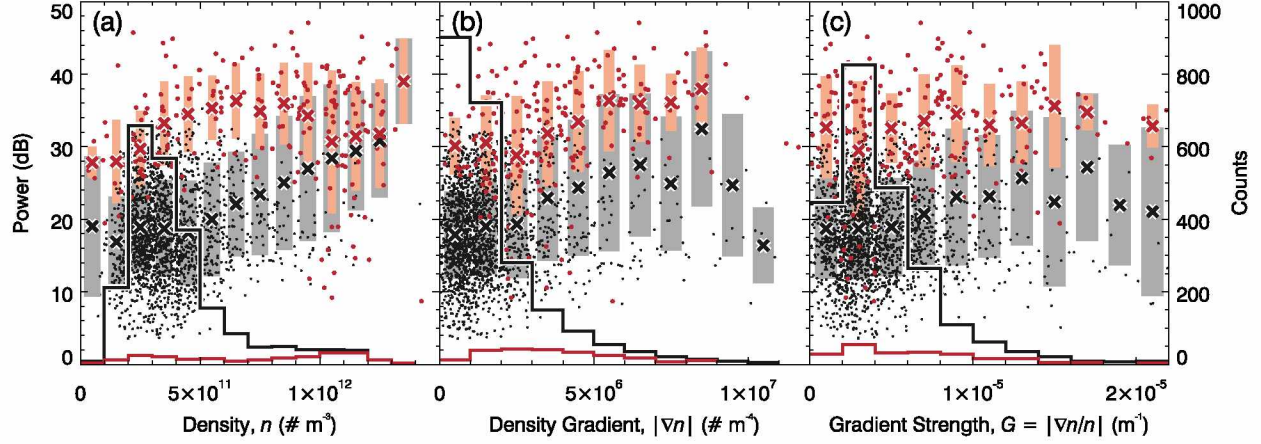 (a) (b) (c)
50
40
30
20
10
0
Power (dB)
1000
800
600
400
200
0
Counts
0 5×10¹¹ 1×10¹² 0 5×10⁶ 1×10⁷ 0 1×10⁻⁵ 2×10⁻⁵
Density, n (# m⁻³) Density Gradient, |∇n| (# m⁻⁴) Gradient Strength, G = |∇n/n| (m⁻¹)